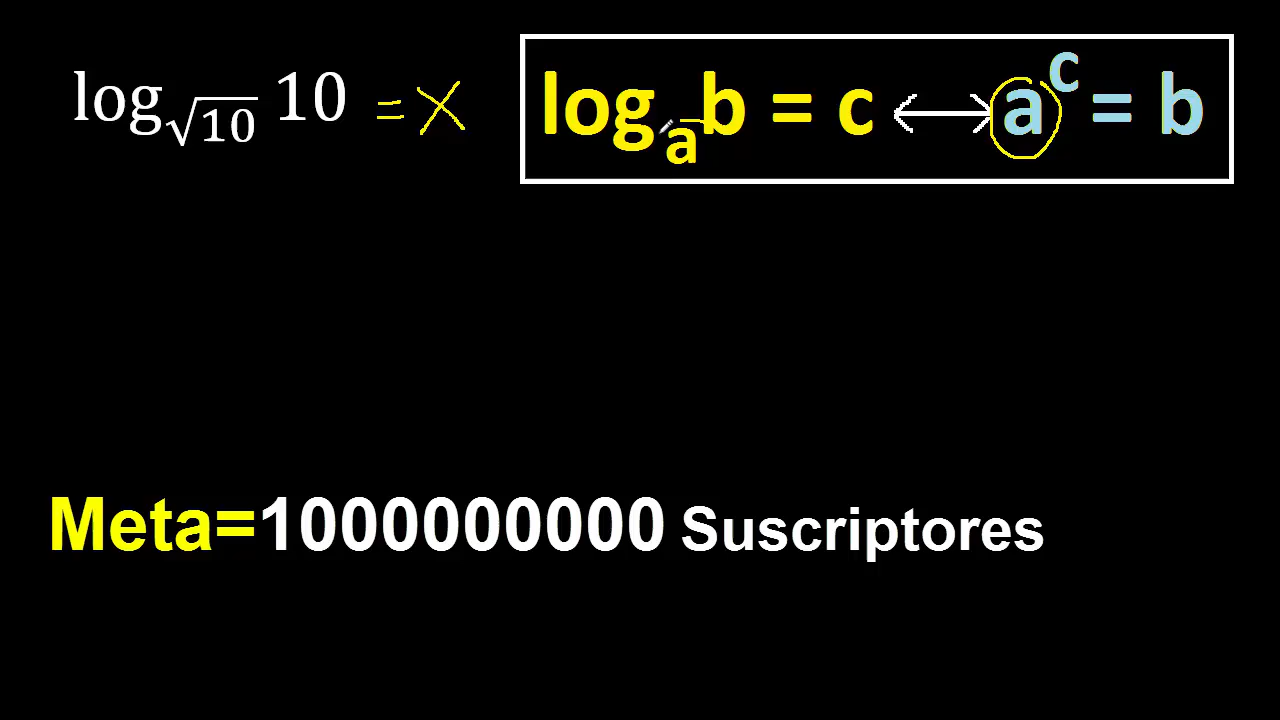 log√10 10 = x
logₐb = c ⟷ aᶜ = b
Meta=1000000000 Suscriptores